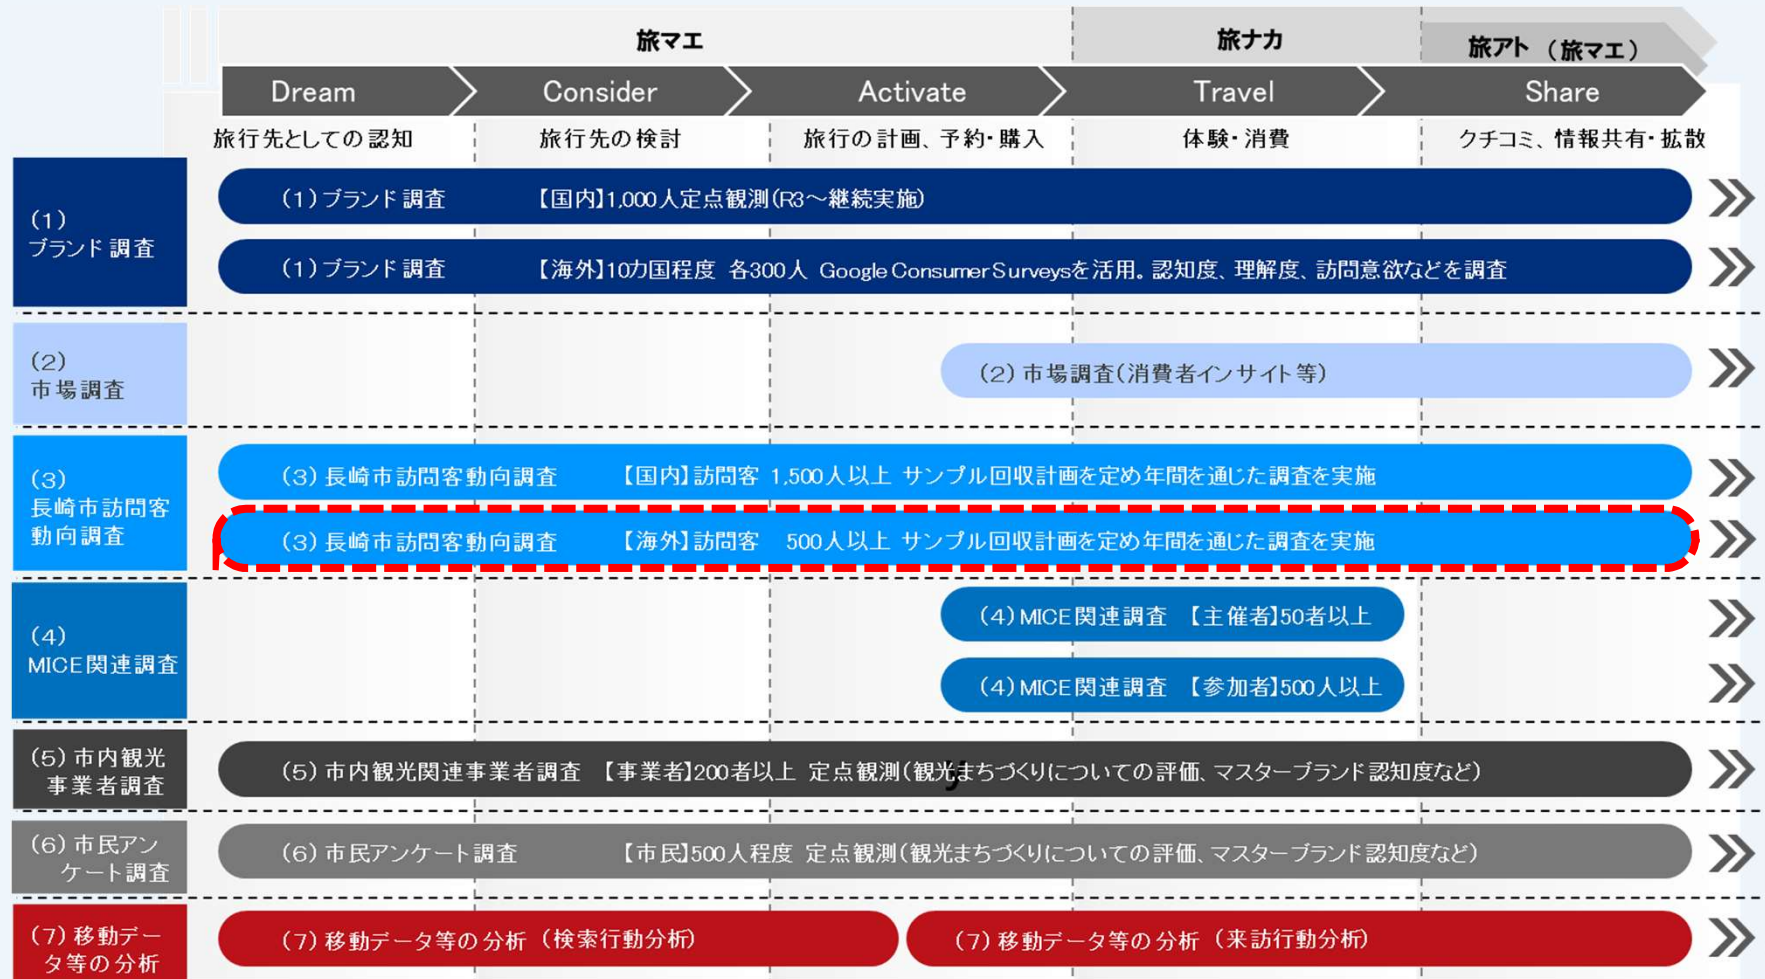 旅マエ
旅ナカ
旅アト （旅マエ）
Dream
Consider
Activate
Travel
Share
旅行先としての認知
旅行先の検討
旅行の計画、予約・購入
体験・消費
クチコミ、情報共有・拡散
(1)
ブランド調査
(1)ブランド調査 【国内】1,000人定点観測(R3～継続実施)
(1)ブランド調査 【海外】10カ国程度 各300人 Google Consumer Surveysを活用。認知度、理解度、訪問意欲などを調査
(2)
市場調査
(2)市場調査(消費者インサイト等)
(3)
長崎市訪問客
動向調査
(3)長崎市訪問客動向調査 【国内】訪問客 1,500人以上 サンプル回収計画を定め年間を通じた調査を実施
(3)長崎市訪問客動向調査 【海外】訪問客 500人以上 サンプル回収計画を定め年間を通じた調査を実施
(4)
MICE関連調査
(4)MICE関連調査 【主催者】50者以上
(4)MICE関連調査 【参加者】500人以上
(5)市内観光
事業者調査
(5)市内観光関連事業者調査 【事業者】200者以上 定点観測(観光まちづくりについての評価、マスターブランド認知度など)
(6)市民アン
ケート調査
(6)市民アンケート調査 【市民】500人程度 定点観測(観光まちづくりについての評価、マスターブランド認知度など)
(7)移動デー
タ等の分析
(7)移動データ等の分析（検索行動分析)
(7)移動データ等の分析（来訪行動分析)